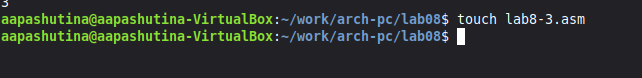 3
aapashutina@aapashutina-VirtualBox:~/work/arch-pc/lab08$ touch lab8-3.asm
aapashutina@aapashutina-VirtualBox:~/work/arch-pc/lab08$